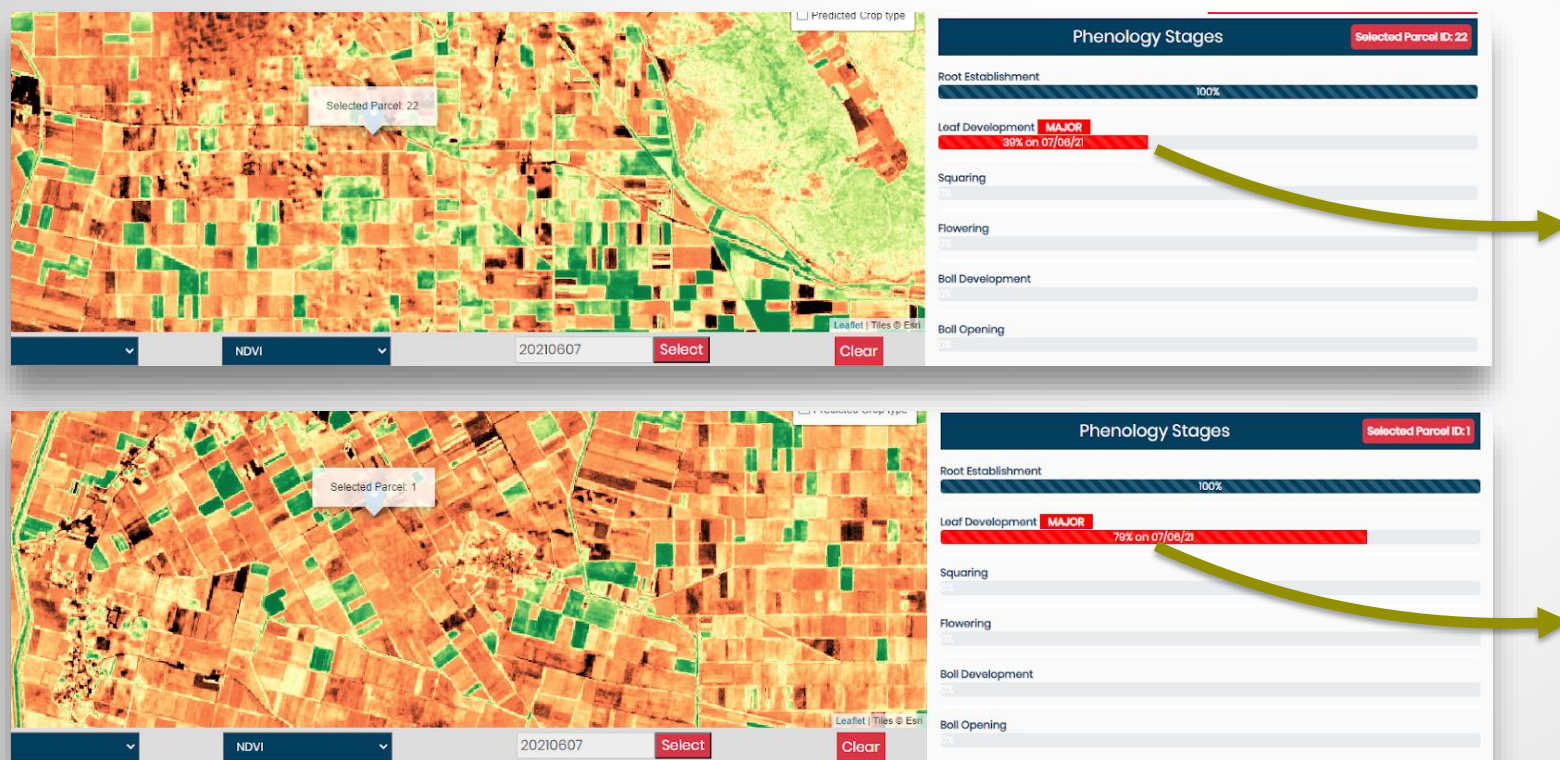 Predicted Crop type
Selected Parcel: 22
Leaflet | Tiles © Esri
NDVI
20210607
Select
Clear
Phenology Stages
Selected Parcel ID: 22
Root Establishment
100%
Leaf Development MAJOR
39% on 07/06/21
Squaring
0%
Flowering
0%
Boll Development
0%
Boll Opening
0%
Predicted Crop type
Selected Parcel: 1
Leaflet | Tiles © Esri
NDVI
20210607
Select
Clear
Phenology Stages
Selected Parcel ID: 1
Root Establishment
100%
Leaf Development MAJOR
79% on 07/06/21
Squaring
0%
Flowering
0%
Boll Development
0%
Boll Opening
0%